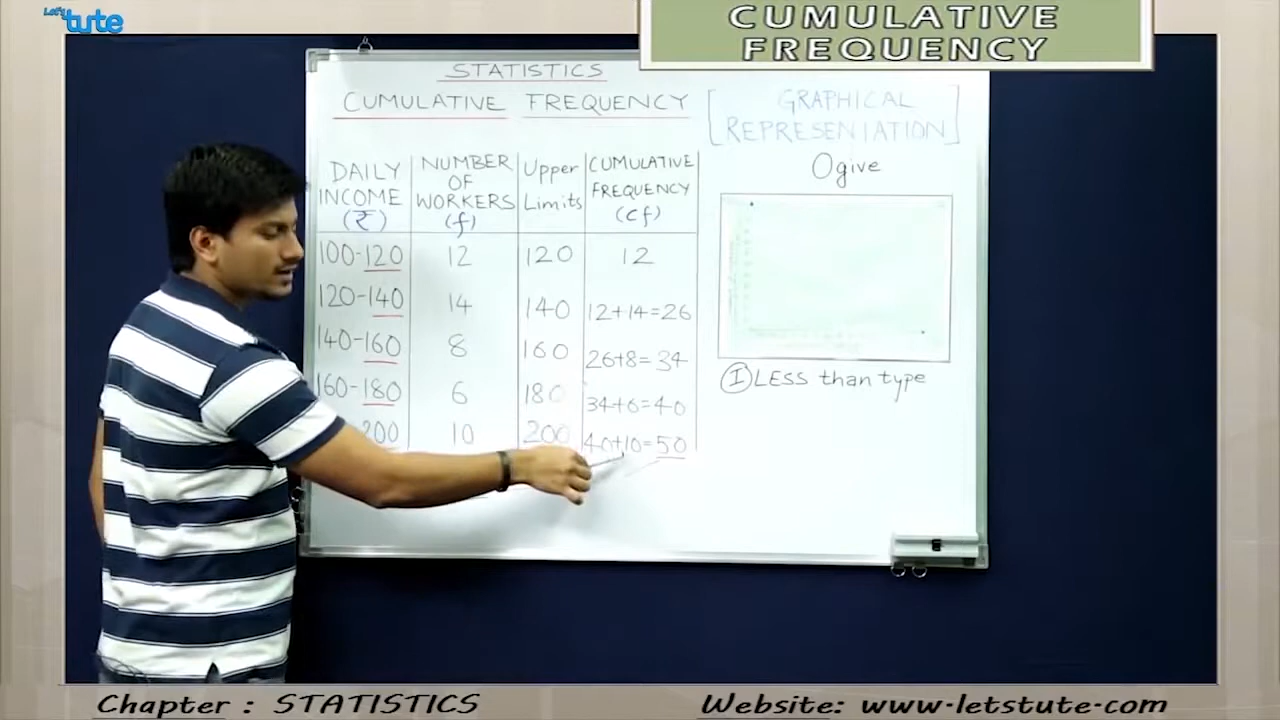 Let's
tute
CUMULATIVE
FREQUENCY
STATISTICS
CUMULATIVE FREQUENCY
[GRAPHICAL
REPRESENTATION]
Ogive
DAILY INCOME (₹)
NUMBER OF WORKERS (f)
Upper Limits
CUMULATIVE FREQUENCY (cf)
100-120 12 120 12
120-140 14 140 12+14=26
140-160 8 160 26+8=34
160-180 6 180 34+6=40
200 10 200 40+10=50
I LESS than type
Chapter : STATISTICS
Website: www-letstute-com